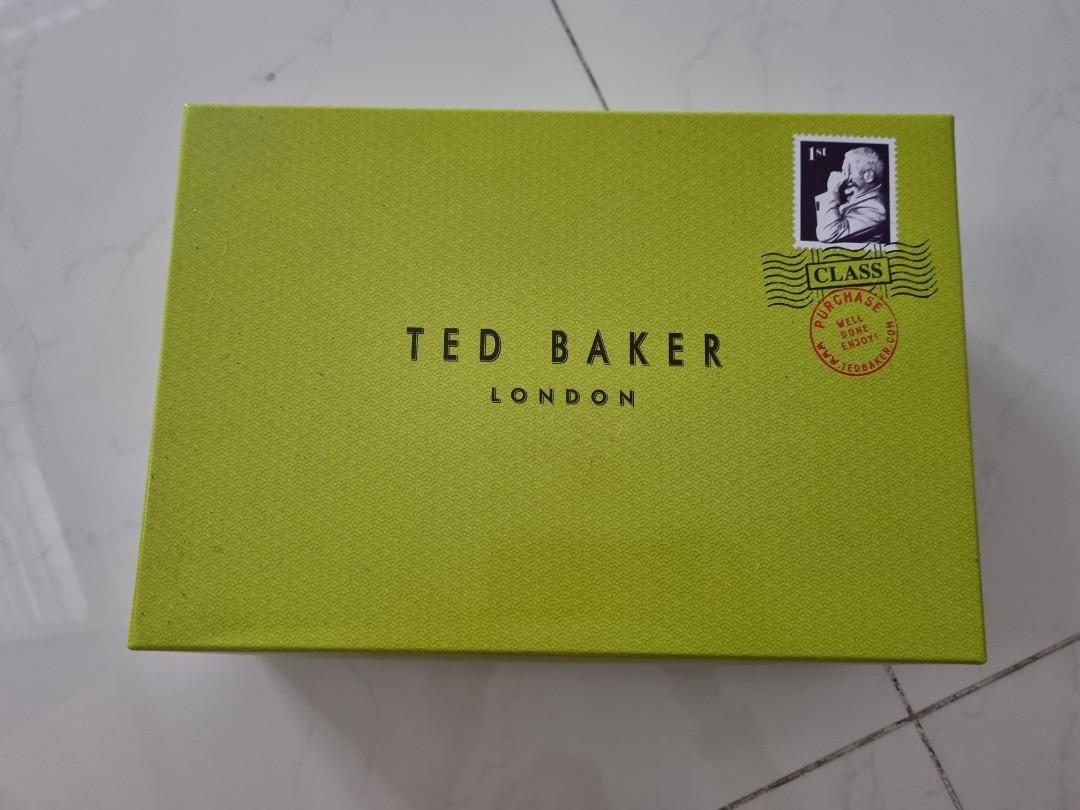 1st
CLASS
PURCHASE
WELL
DONE
ENJOY!
WWW.TEDBAKER.COM
TED BAKER
LONDON